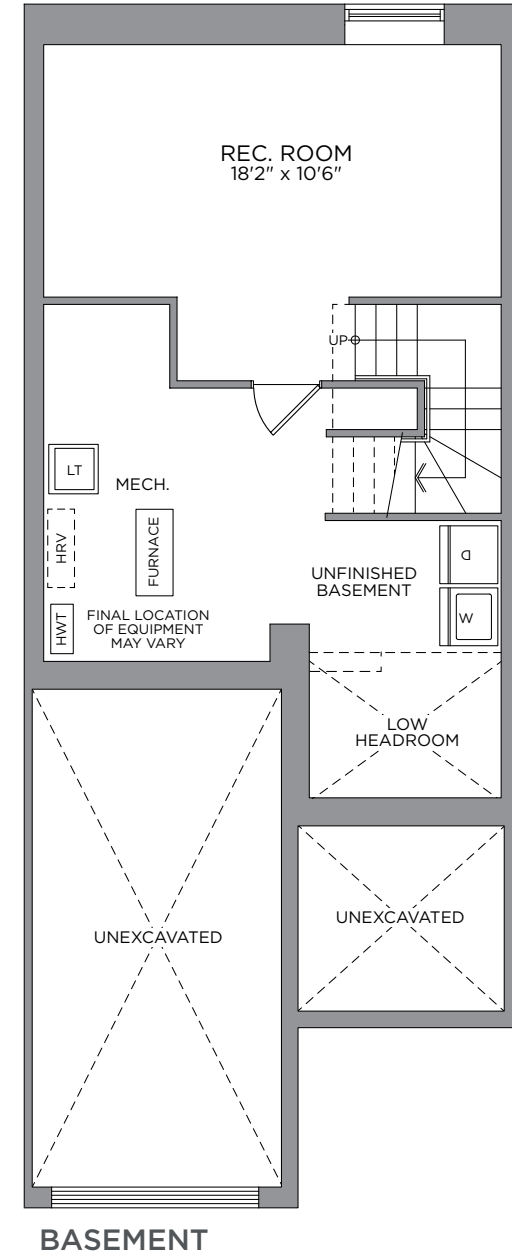 REC. ROOM
18'2" x 10'6"
UP
LT
MECH.
HRV
FURNACE
HWT
FINAL LOCATION
OF EQUIPMENT
MAY VARY
UNFINISHED
BASEMENT
D
W
LOW
HEADROOM
UNEXCAVATED
UNEXCAVATED
BASEMENT